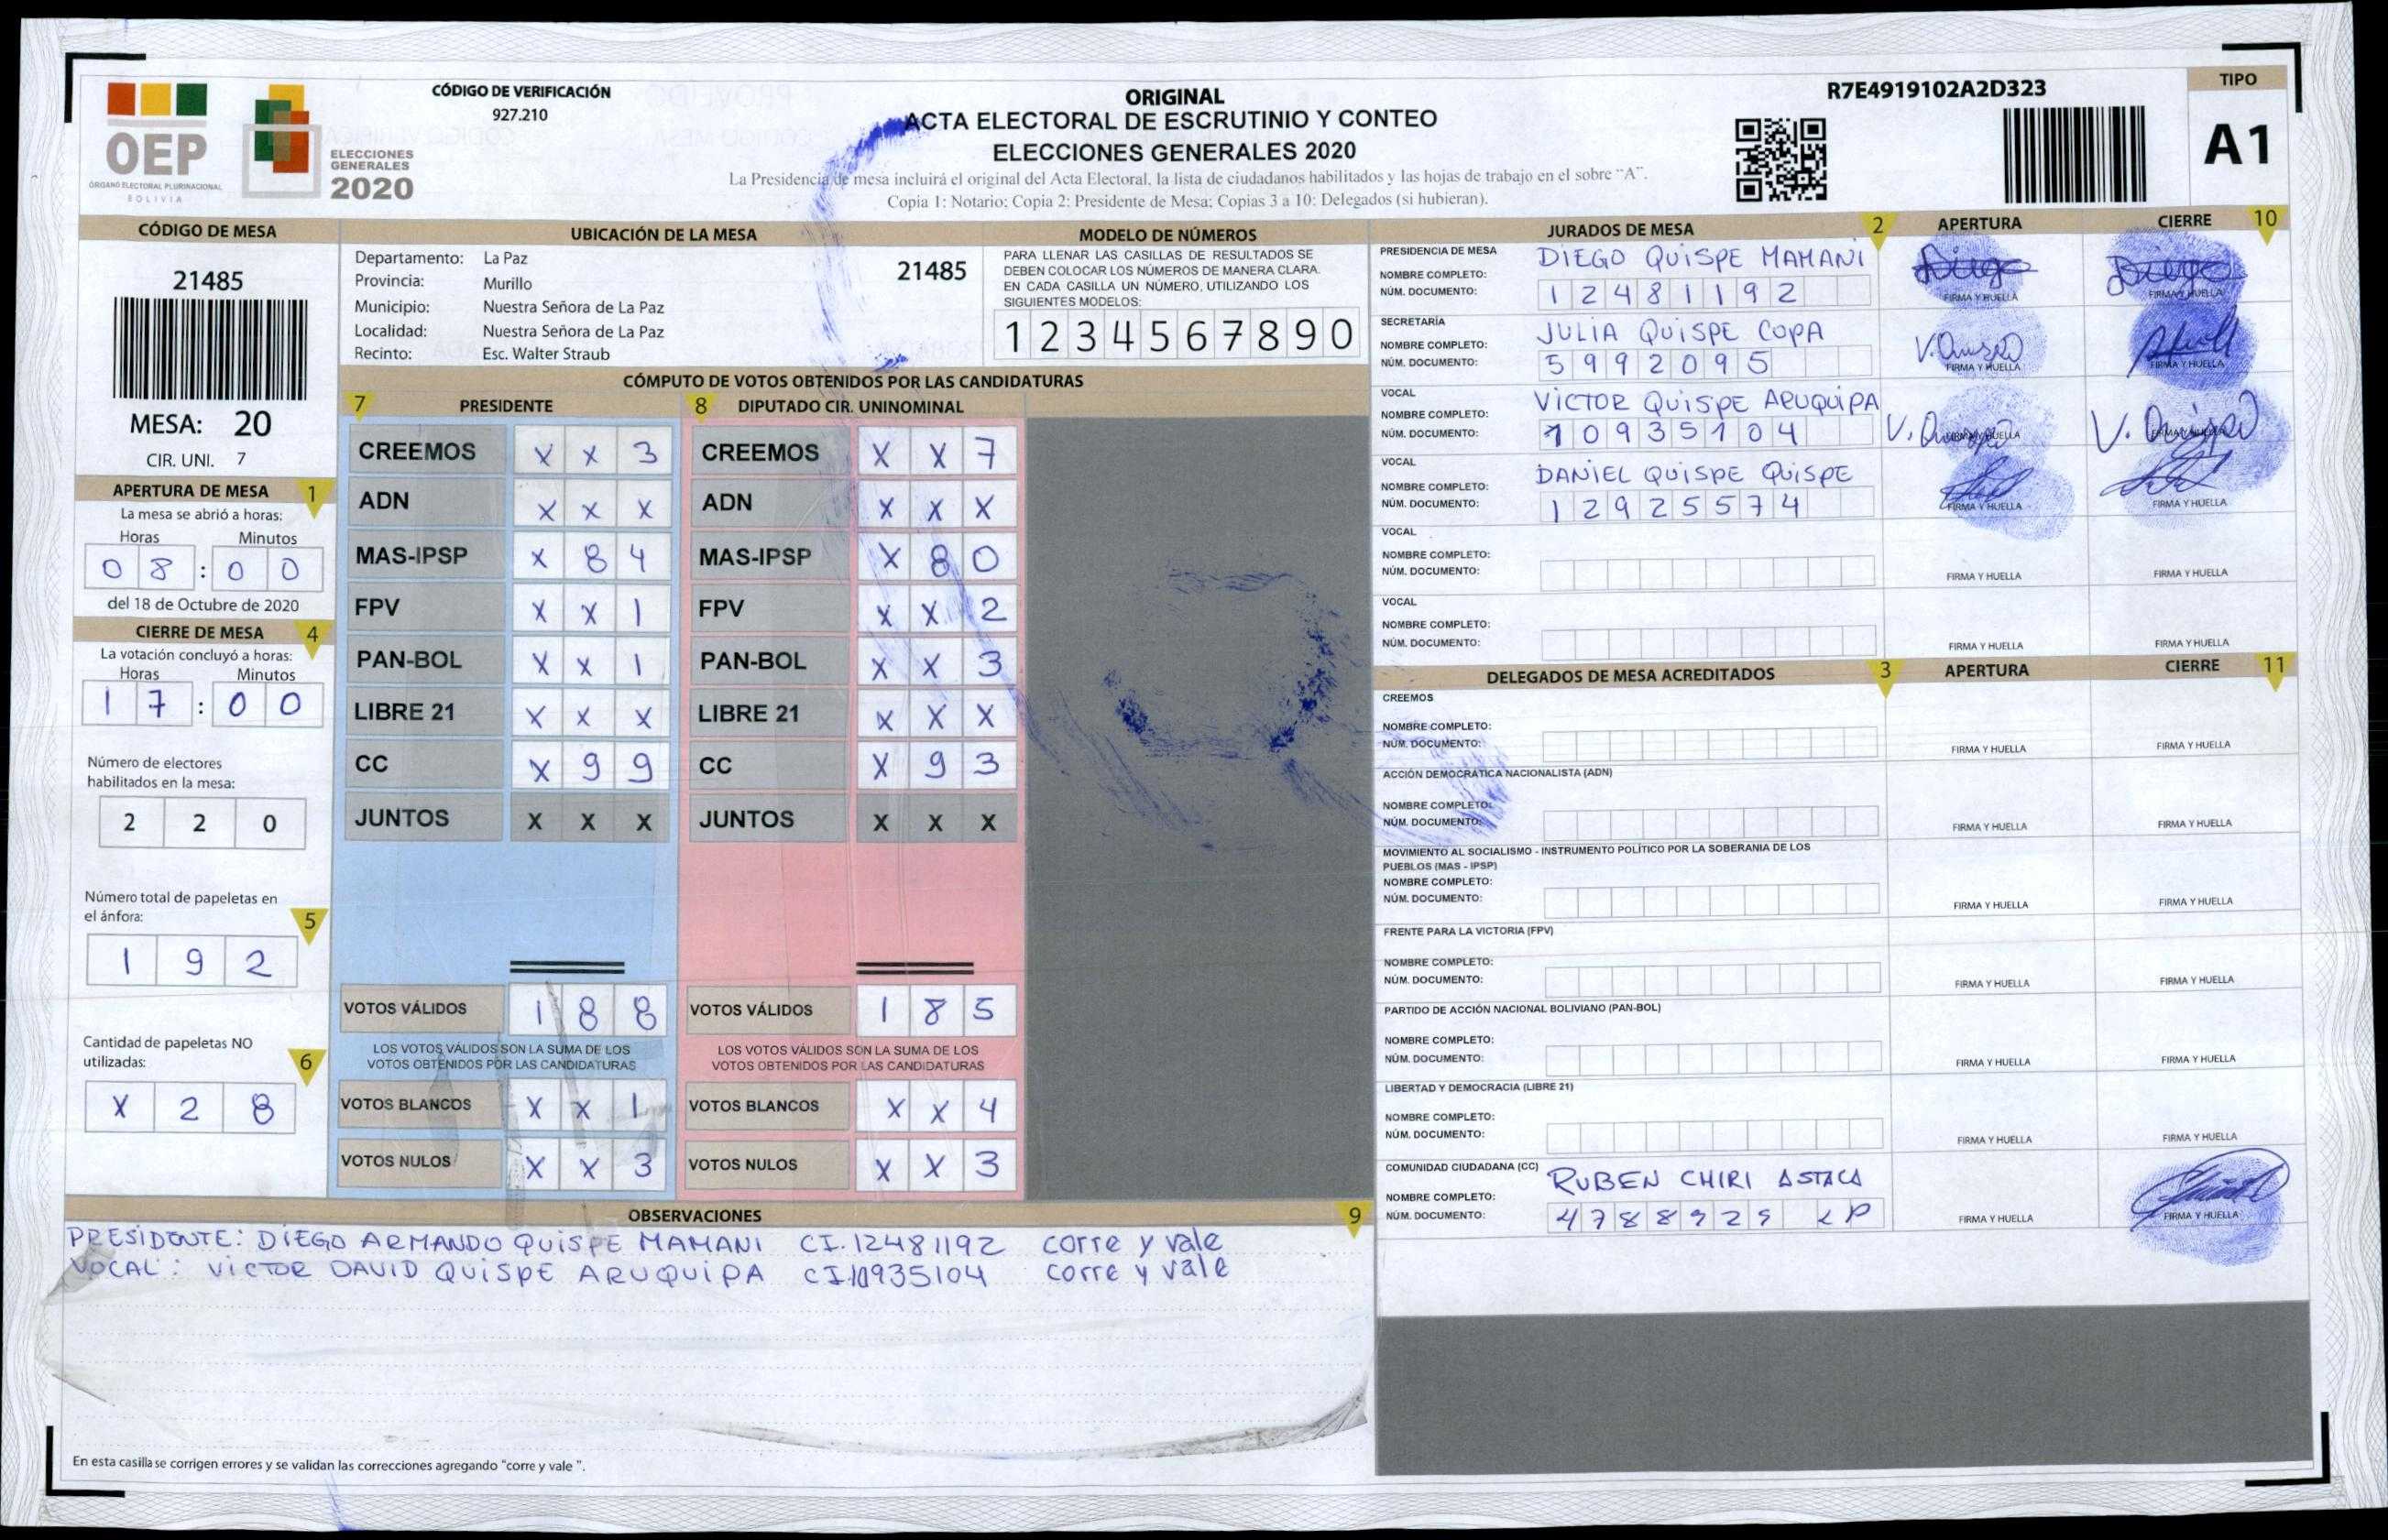 OEP
ÓRGANO ELECTORAL PLURINACIONAL
BOLIVIA
ELECCIONES
GENERALES
2020
CÓDIGO DE VERIFICACIÓN
927.210
ORIGINAL
ACTA ELECTORAL DE ESCRUTINIO Y CONTEO
ELECCIONES GENERALES 2020
La Presidencia de mesa incluirá el original del Acta Electoral, la lista de ciudadanos habilitados y las hojas de trabajo en el sobre “A”.
Copia 1: Notario; Copia 2: Presidente de Mesa; Copias 3 a 10: Delegados (si hubieran).
R7E4919102A2D323
TIPO
A1
CÓDIGO DE MESA
21485
MESA: 20
CIR. UNI. 7
APERTURA DE MESA 1
La mesa se abrió a horas:
Horas Minutos
0 8 : 0 0
del 18 de Octubre de 2020
CIERRE DE MESA 4
La votación concluyó a horas:
Horas Minutos
1 7 : 0 0
Número de electores
habilitados en la mesa:
2 2 0
Número total de papeletas en
el ánfora:
5
1 9 2
Cantidad de papeletas NO
utilizadas:
6
X 2 8
UBICACIÓN DE LA MESA
Departamento: La Paz
Provincia: Murillo
Municipio: Nuestra Señora de La Paz
Localidad: Nuestra Señora de La Paz
Recinto: Esc. Walter Straub
21485
MODELO DE NÚMEROS
PARA LLENAR LAS CASILLAS DE RESULTADOS SE
DEBEN COLOCAR LOS NÚMEROS DE MANERA CLARA.
EN CADA CASILLA UN NÚMERO, UTILIZANDO LOS
SIGUIENTES MODELOS:
1 2 3 4 5 6 7 8 9 0
CÓMPUTO DE VOTOS OBTENIDOS POR LAS CANDIDATURAS
7 PRESIDENTE
CREEMOS X X 3
ADN X X X
MAS-IPSP X 8 4
FPV X X 1
PAN-BOL X X 1
LIBRE 21 X X X
CC X 9 9
JUNTOS X X X
VOTOS VÁLIDOS 1 8 8
LOS VOTOS VÁLIDOS SON LA SUMA DE LOS
VOTOS OBTENIDOS POR LAS CANDIDATURAS
VOTOS BLANCOS X X 1
VOTOS NULOS X X 3
8 DIPUTADO CIR. UNINOMINAL
CREEMOS X X 7
ADN X X X
MAS-IPSP X 8 0
FPV X X 2
PAN-BOL X X 3
LIBRE 21 X X X
CC X 9 3
JUNTOS X X X
VOTOS VÁLIDOS 1 8 5
LOS VOTOS VÁLIDOS SON LA SUMA DE LOS
VOTOS OBTENIDOS POR LAS CANDIDATURAS
VOTOS BLANCOS X X 4
VOTOS NULOS X X 3
OBSERVACIONES 9
PRESIDENTE: DIEGO ARMANDO QUISPE MAMANI CI. 12481192 corre y vale
VOCAL: VICTOR DAVID QUISPE ARUQUIPA CI. 10935104 corre y vale
En esta casilla se corrigen errores y se validan las correcciones agregando "corre y vale ".
JURADOS DE MESA 2 APERTURA CIERRE 10
PRESIDENCIA DE MESA
NOMBRE COMPLETO: DIEGO QUISPE MAMANI
NÚM. DOCUMENTO: 1 2 4 8 1 1 9 2
Diego
FIRMA Y HUELLA FIRMA Y HUELLA
SECRETARÍA
NOMBRE COMPLETO: JULIA QUISPE COPA
NÚM. DOCUMENTO: 5 9 9 2 0 9 5
FIRMA Y HUELLA FIRMA Y HUELLA
VOCAL
NOMBRE COMPLETO: VICTOR QUISPE ARUQUIPA
NÚM. DOCUMENTO: 1 0 9 3 5 1 0 4
V. Quispe V. Quispe
FIRMA Y HUELLA FIRMA Y HUELLA
VOCAL
NOMBRE COMPLETO: DANIEL QUISPE QUISPE
NÚM. DOCUMENTO: 1 2 9 2 5 5 7 4
FIRMA Y HUELLA FIRMA Y HUELLA
VOCAL
NOMBRE COMPLETO:
NÚM. DOCUMENTO:
FIRMA Y HUELLA FIRMA Y HUELLA
VOCAL
NOMBRE COMPLETO:
NÚM. DOCUMENTO:
FIRMA Y HUELLA FIRMA Y HUELLA
DELEGADOS DE MESA ACREDITADOS 3 APERTURA CIERRE 11
CREEMOS
NOMBRE COMPLETO:
NÚM. DOCUMENTO:
FIRMA Y HUELLA FIRMA Y HUELLA
ACCIÓN DEMOCRÁTICA NACIONALISTA (ADN)
NOMBRE COMPLETO:
NÚM. DOCUMENTO:
FIRMA Y HUELLA FIRMA Y HUELLA
MOVIMIENTO AL SOCIALISMO - INSTRUMENTO POLÍTICO POR LA SOBERANIA DE LOS
PUEBLOS (MAS - IPSP)
NOMBRE COMPLETO:
NÚM. DOCUMENTO:
FIRMA Y HUELLA FIRMA Y HUELLA
FRENTE PARA LA VICTORIA (FPV)
NOMBRE COMPLETO:
NÚM. DOCUMENTO:
FIRMA Y HUELLA FIRMA Y HUELLA
PARTIDO DE ACCIÓN NACIONAL BOLIVIANO (PAN-BOL)
NOMBRE COMPLETO:
NÚM. DOCUMENTO:
FIRMA Y HUELLA FIRMA Y HUELLA
LIBERTAD Y DEMOCRACIA (LIBRE 21)
NOMBRE COMPLETO:
NÚM. DOCUMENTO:
FIRMA Y HUELLA FIRMA Y HUELLA
COMUNIDAD CIUDADANA (CC)
NOMBRE COMPLETO: RUBEN CHIRI
NÚM. DOCUMENTO: 4 7 8 8 9 2 9 LP
FIRMA Y HUELLA FIRMA Y HUELLA